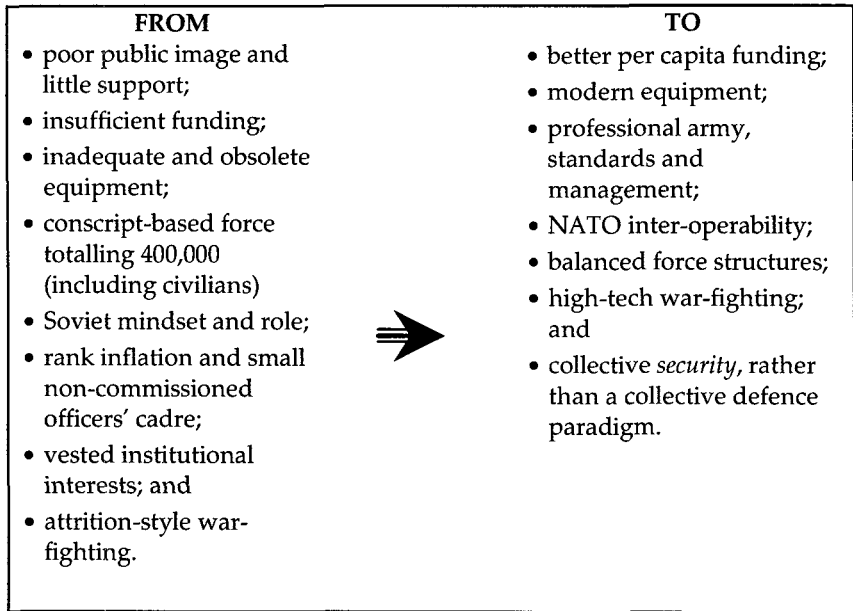 FROM
• poor public image and
little support;
• insufficient funding;
• inadequate and obsolete
equipment;
• conscript-based force
totalling 400,000
(including civilians)
• Soviet mindset and role;
• rank inflation and small
non-commissioned
officers' cadre;
• vested institutional
interests; and
• attrition-style war-
fighting.
TO
• better per capita funding;
• modern equipment;
• professional army,
standards and
management;
• NATO inter-operability;
• balanced force structures;
• high-tech war-fighting;
and
• collective security, rather
than a collective defence
paradigm.